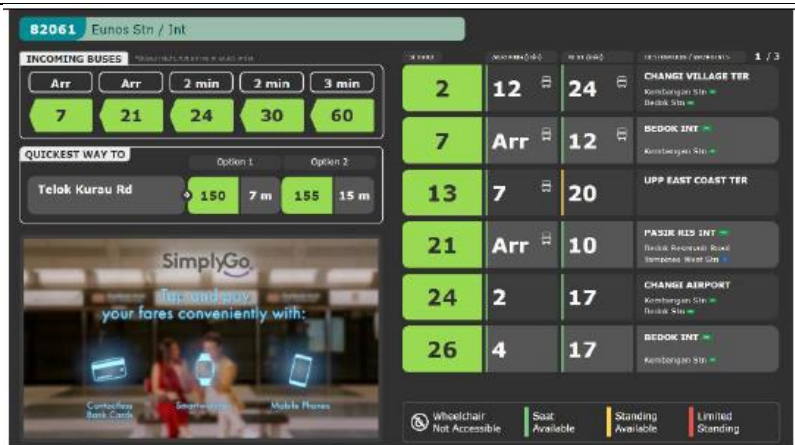 82061 Eunos Stn / Int
INCOMING BUSES
Arr Arr 2 min 2 min 3 min
7 21 24 30 60
QUICKEST WAY TO
Option 1 Option 2
Telok Kurau Rd 150 7 m 155 15 m
SimplyGo
Tap and pay
your fares conveniently with:
Contactless
Bank Cards
Mobile Phones
1 / 3
2 12 24 CHANGI VILLAGE TER
Kembangan Stn
Bedok Stn
7 Arr 12 BEDOK INT
Kembangan Stn
13 7 20 UPP EAST COAST TER
21 Arr 10 PASIR RIS INT
Bedok Reservoir Road
Tampines West Stn
24 2 17 CHANGI AIRPORT
Kembangan Stn
Bedok Stn
26 4 17 BEDOK INT
Kembangan Stn
Wheelchair
Not Accessible
Seat
Available
Standing
Available
Limited
Standing